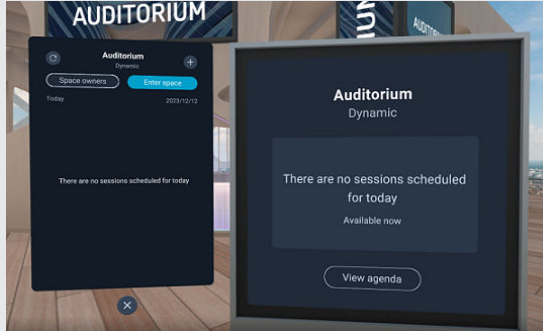 AUDITORIUM
Auditorium
Dynamic
Space owners
Enter space
Today
2023/12/12
There are no sessions scheduled for today
Auditorium
Dynamic
There are no sessions scheduled
for today
Available now
View agenda